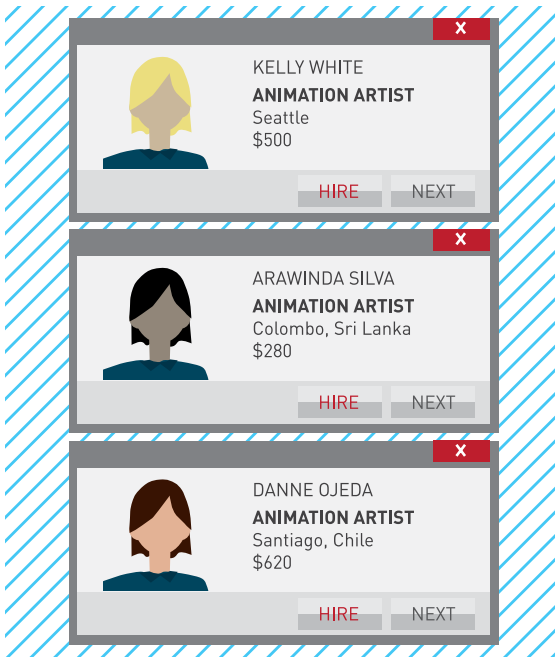 X
KELLY WHITE
ANIMATION ARTIST
Seattle
$500
HIRE NEXT
X
ARAWINDA SILVA
ANIMATION ARTIST
Colombo, Sri Lanka
$280
HIRE NEXT
X
DANNE OJEDA
ANIMATION ARTIST
Santiago, Chile
$620
HIRE NEXT